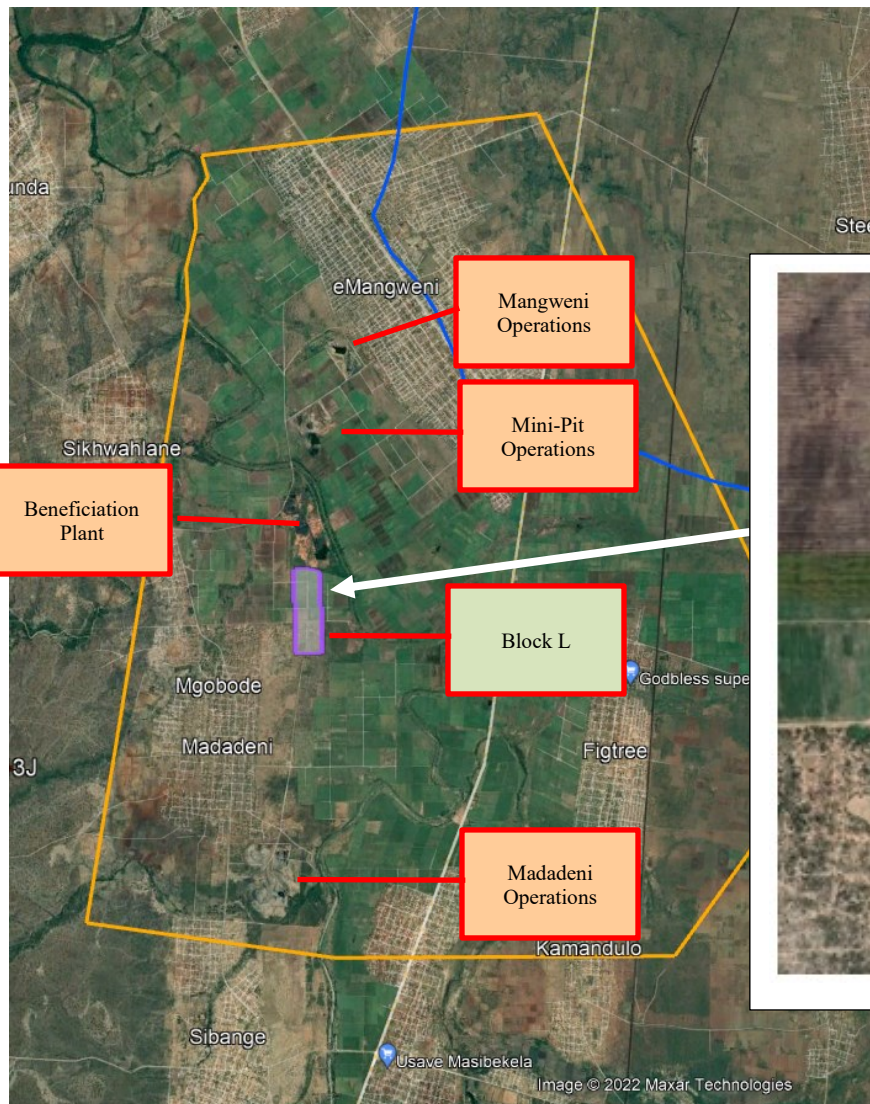 unda
Stee
eMangweni
Mangweni
Operations
Mini-Pit
Operations
Sikhwahlane
Beneficiation
Plant
Block L
Mgobode
Godbless supe
Madadeni
Figtree
3J
Madadeni
Operations
Kamandulo
Sibange
Usave Masibekela
Image © 2022 Maxar Technologies